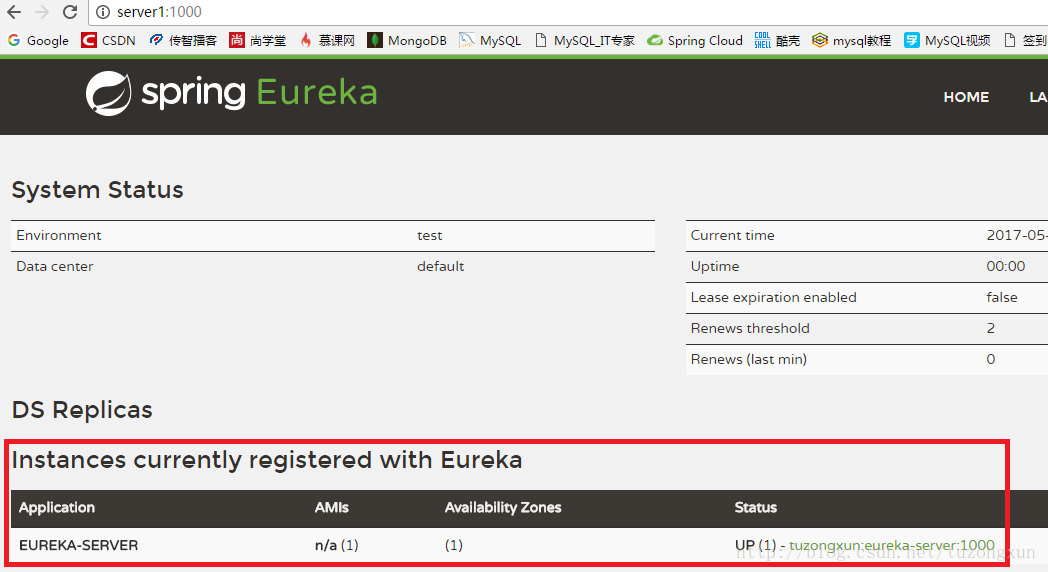 server1:1000
Google CSDN 传智播客 尚学堂 慕课网 MongoDB MySQL MySQL_IT专家 Spring Cloud 酷壳 mysql教程 MySQL视频 签到
spring Eureka
HOME LA
System Status
Environment test
Data center default
Current time 2017-05-
Uptime 00:00
Lease expiration enabled false
Renews threshold 2
Renews (last min) 0
DS Replicas
Instances currently registered with Eureka
Application AMIs Availability Zones Status
EUREKA-SERVER n/a (1) (1) UP (1) - tuzongxun:eureka-server:1000
http://blog.csdn.net/tuzongxun